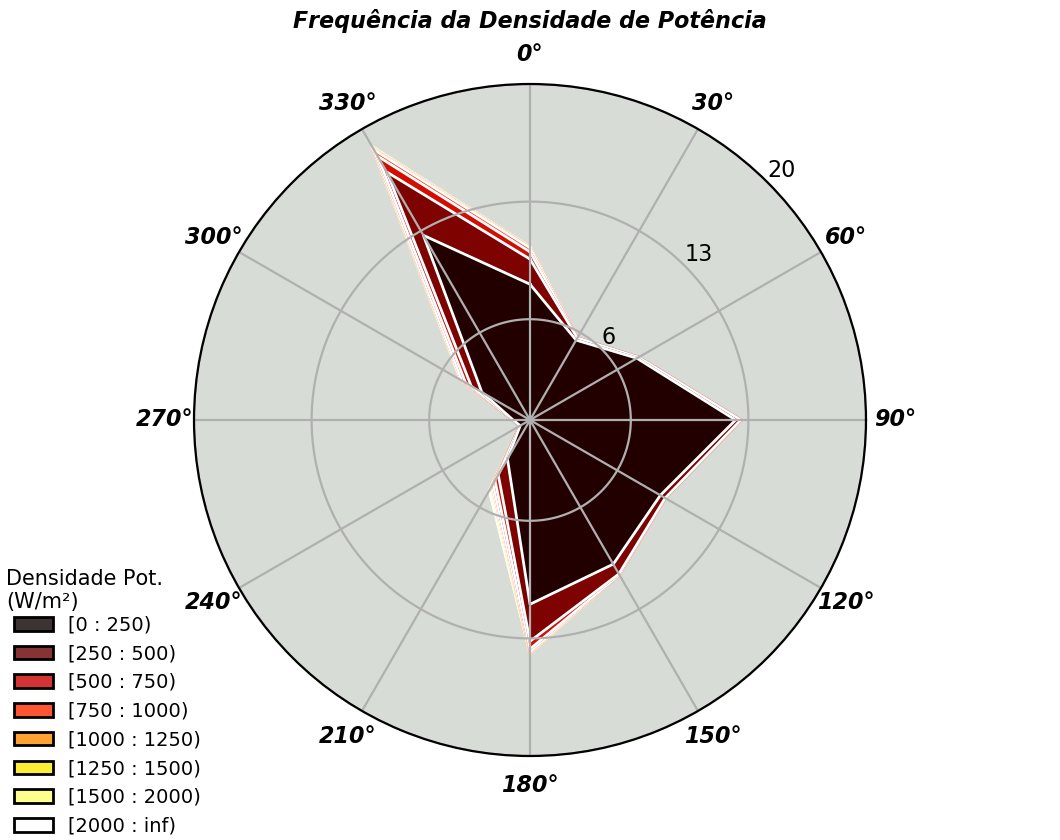 Frequência da Densidade de Potência
0°
330°
30°
20
300°
60°
13
6
270°
90°
240°
120°
210°
150°
180°
Densidade Pot.
(W/m²)
[0 : 250)
[250 : 500)
[500 : 750)
[750 : 1000)
[1000 : 1250)
[1250 : 1500)
[1500 : 2000)
[2000 : inf)